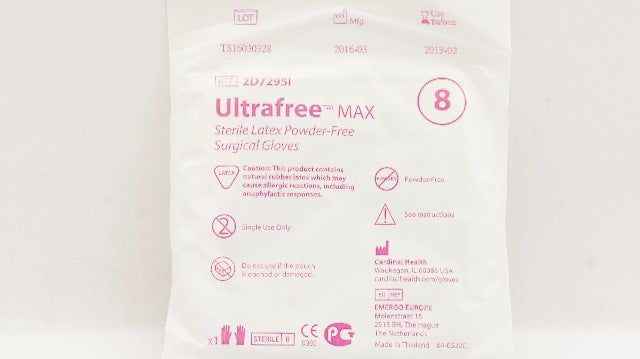 LOT Mfg. Use
Before:
TS16030328 2016-03 2019-02
REF 2D7295I
Ultrafree™ MAX 8
Sterile Latex Powder-Free
Surgical Gloves
LATEX Caution: This product contains
natural rubber latex which may
cause allergic reactions, including
anaphylactic responses.
POWDER Powder-Free
See Instructions
2 Single Use Only
Do not use if the pouch
is opened or damaged.
Cardinal Health
Waukegan, IL 60085 USA
cardinalhealth.com/gloves
EC REP
EMERGO EUROPE
Molenstraat 15
2513 BH, The Hague
The Netherlands
Made in Thailand
x1 STERILE R CE